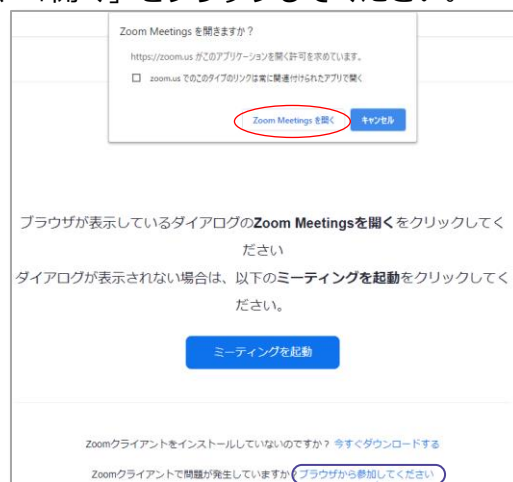 「開く」をクリックしてください。
Zoom Meetings を開きますか？
https://zoom.us がこのアプリケーションを開く許可を求めています。
zoom.us でのこのタイプのリンクは常に関連付けられたアプリで開く
Zoom Meetings を開く キャンセル
ブラウザが表示しているダイアログのZoom Meetingsを開くをクリックしてく
ださい
ダイアログが表示されない場合は、以下のミーティングを起動をクリックしてく
ださい。
ミーティングを起動
Zoomクライアントをインストールしていないのですか？ 今すぐダウンロードする
Zoomクライアントで問題が発生していますか？ブラウザから参加してください